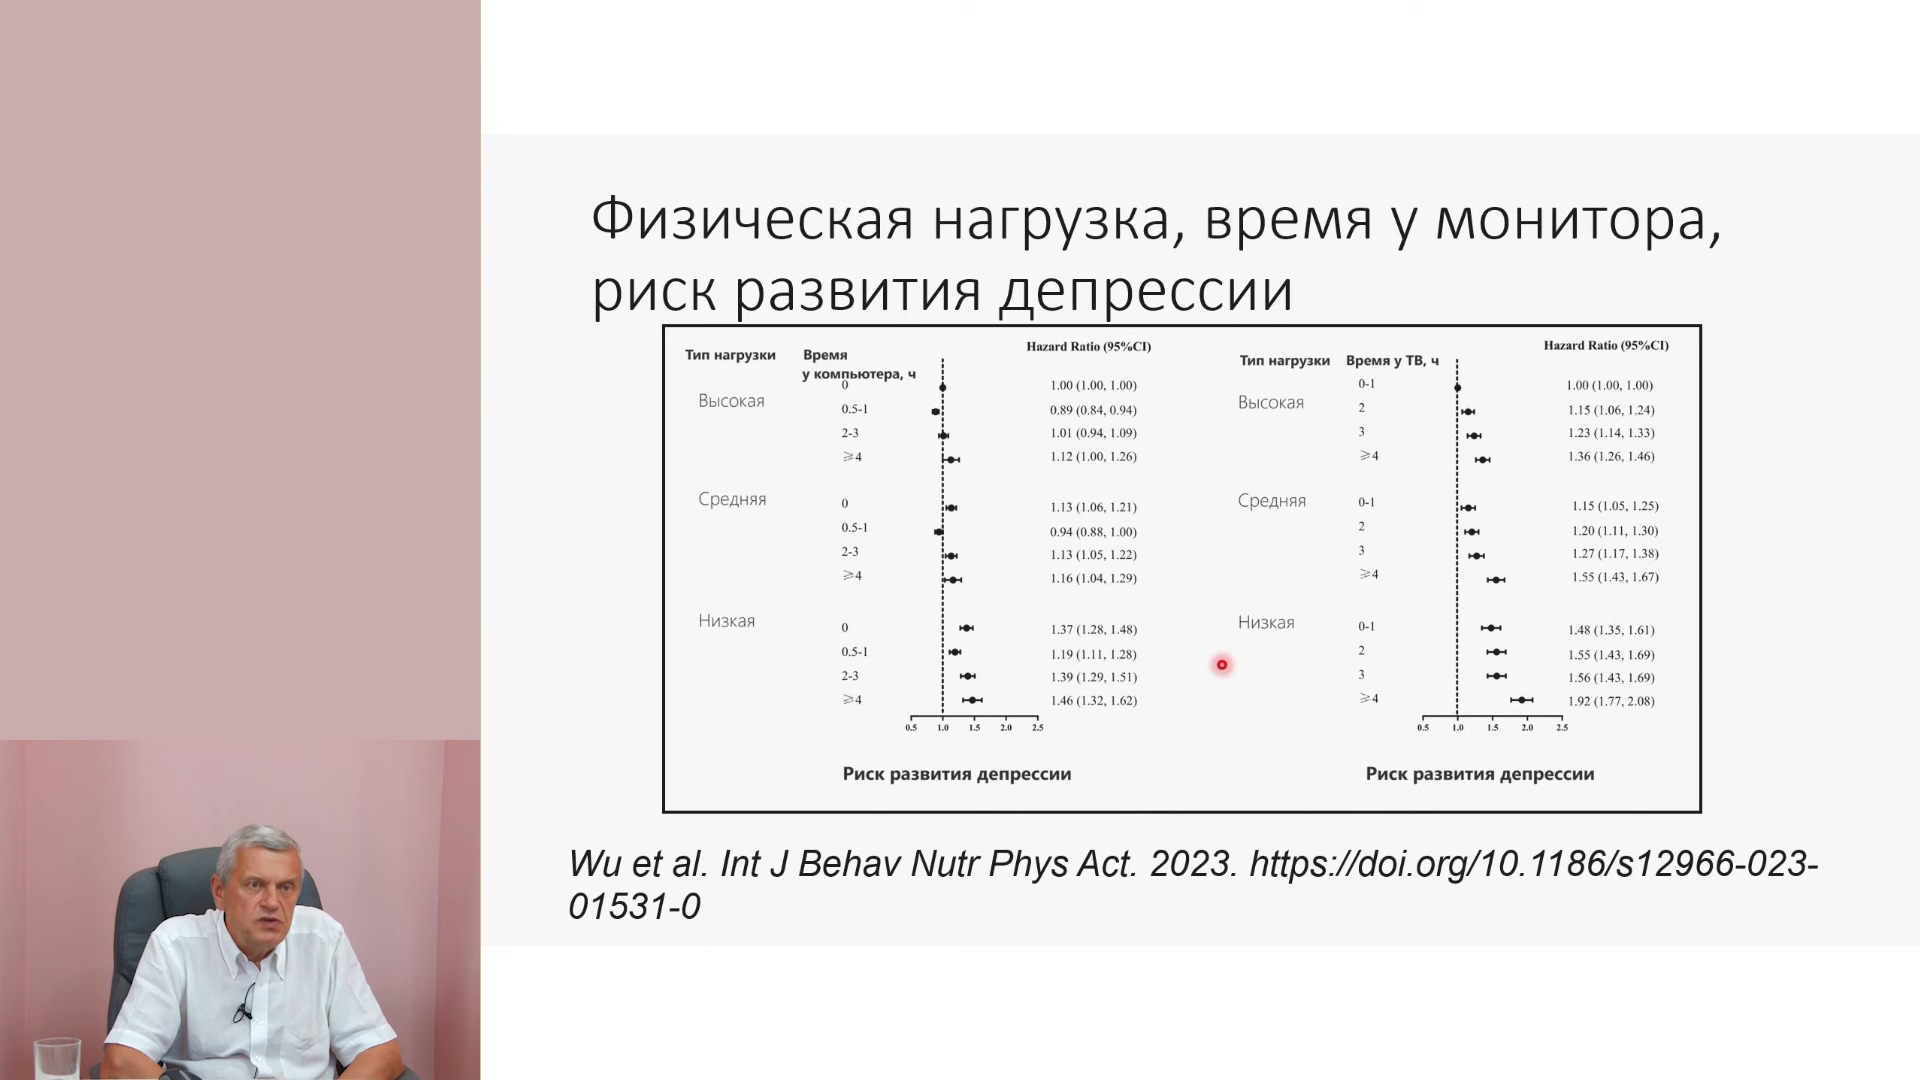 Физическая нагрузка, время у монитора,
риск развития депрессии
Тип нагрузки Время у компьютера, ч Hazard Ratio (95%CI)
Высокая
0 1.00 (1.00, 1.00)
0.5-1 0.89 (0.84, 0.94)
2-3 1.01 (0.94, 1.09)
⩾4 1.12 (1.00, 1.26)
Средняя
0 1.13 (1.06, 1.21)
0.5-1 0.94 (0.88, 1.00)
2-3 1.13 (1.05, 1.22)
⩾4 1.16 (1.04, 1.29)
Низкая
0 1.37 (1.28, 1.48)
0.5-1 1.19 (1.11, 1.28)
2-3 1.39 (1.29, 1.51)
⩾4 1.46 (1.32, 1.62)
0.5 1.0 1.5 2.0 2.5
Риск развития депрессии
Тип нагрузки Время у ТВ, ч Hazard Ratio (95%CI)
Высокая
0-1 1.00 (1.00, 1.00)
2 1.15 (1.06, 1.24)
3 1.23 (1.14, 1.33)
⩾4 1.36 (1.26, 1.46)
Средняя
0-1 1.15 (1.05, 1.25)
2 1.20 (1.11, 1.30)
3 1.27 (1.17, 1.38)
⩾4 1.55 (1.43, 1.67)
Низкая
0-1 1.48 (1.35, 1.61)
2 1.55 (1.43, 1.69)
3 1.56 (1.43, 1.69)
⩾4 1.92 (1.77, 2.08)
0.5 1.0 1.5 2.0 2.5
Риск развития депрессии
Wu et al. Int J Behav Nutr Phys Act. 2023. https://doi.org/10.1186/s12966-023-
01531-0